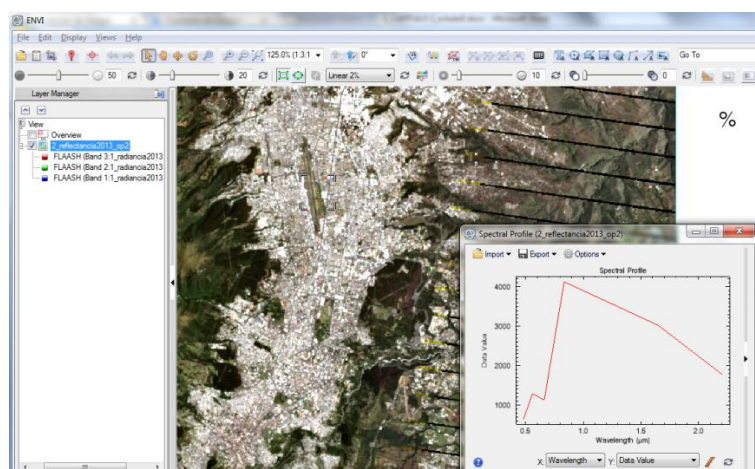 ENVI
File Edit Display Views Help
125.0% (1.3:1 0° Go To
50 20 Linear 2% 10 0
Layer Manager
View
Overview
2_reflectancia2013_op2
FLAASH (Band 3:1_radiancia2013
FLAASH (Band 2:1_radiancia2013
FLAASH (Band 1:1_radiancia2013
%
Spectral Profile (2_reflectancia2013_op2)
Import Export Options
Spectral Profile
4000
3000
2000
1000
Data Value
0.5 1.0 1.5 2.0
Wavelength (µm)
X: Wavelength Y: Data Value